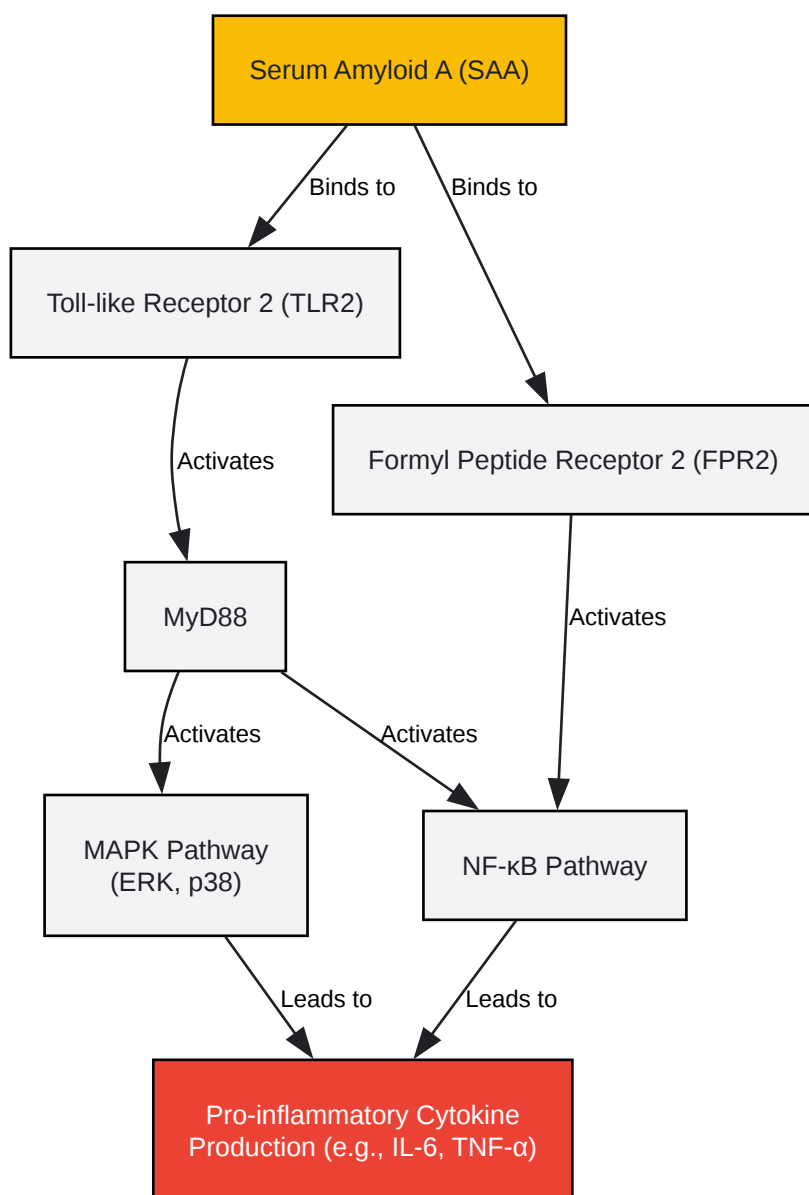 Serum Amyloid A (SAA)
Binds to
Binds to
Toll-like Receptor 2 (TLR2)
Formyl Peptide Receptor 2 (FPR2)
Activates
MyD88
Activates
Activates
Activates
MAPK Pathway
(ERK, p38)
NF-κB Pathway
Leads to
Leads to
Pro-inflammatory Cytokine
Production (e.g., IL-6, TNF-α)